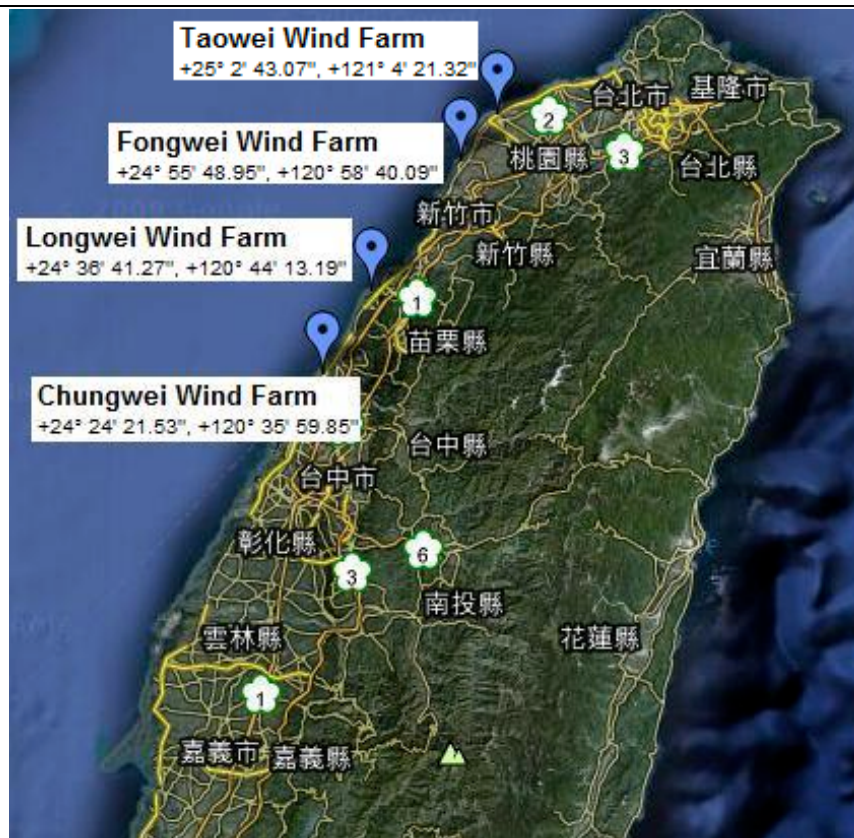 Taowei Wind Farm
+25° 2' 43.07", +121° 4' 21.32"
台北市
基隆市
2
Fongwei Wind Farm
+24° 55' 48.95", +120° 58' 40.09"
桃園縣
3
台北縣
新竹市
Longwei Wind Farm
+24° 36' 41.27", +120° 44' 13.19"
新竹縣
宜蘭縣
1
苗栗縣
Chungwei Wind Farm
+24° 24' 21.53", +120° 35' 59.85"
台中縣
台中市
彰化縣
6
3
南投縣
雲林縣
花蓮縣
1
嘉義市
嘉義縣